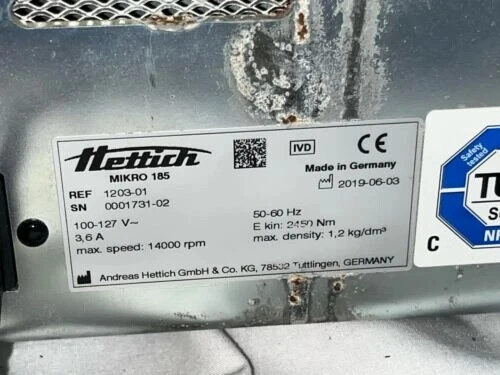 Hettich
MIKRO 185
IVD
CE
Made in Germany
REF 1203-01
2019-06-03
SN 0001731-02
100-127 V~
50-60 Hz
3,6 A
E kin: 2450 Nm
max. speed: 14000 rpm
max. density: 1,2 kg/dm³
Andreas Hettich GmbH & Co. KG, 78532 Tuttlingen, GERMANY
Safety
tested
C